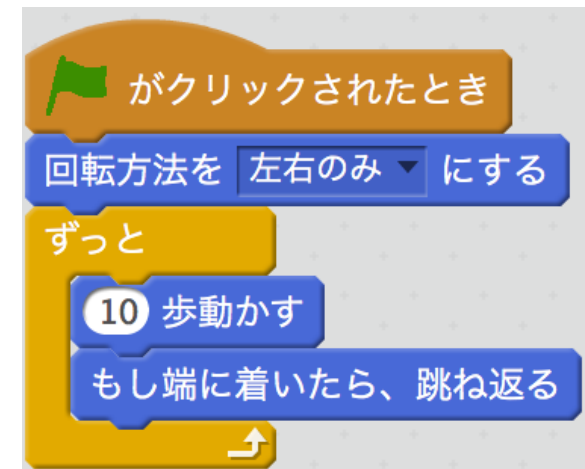 がクリックされたとき
回転方法を 左右のみ にする
ずっと
10 歩動かす
もし端に着いたら、跳ね返る